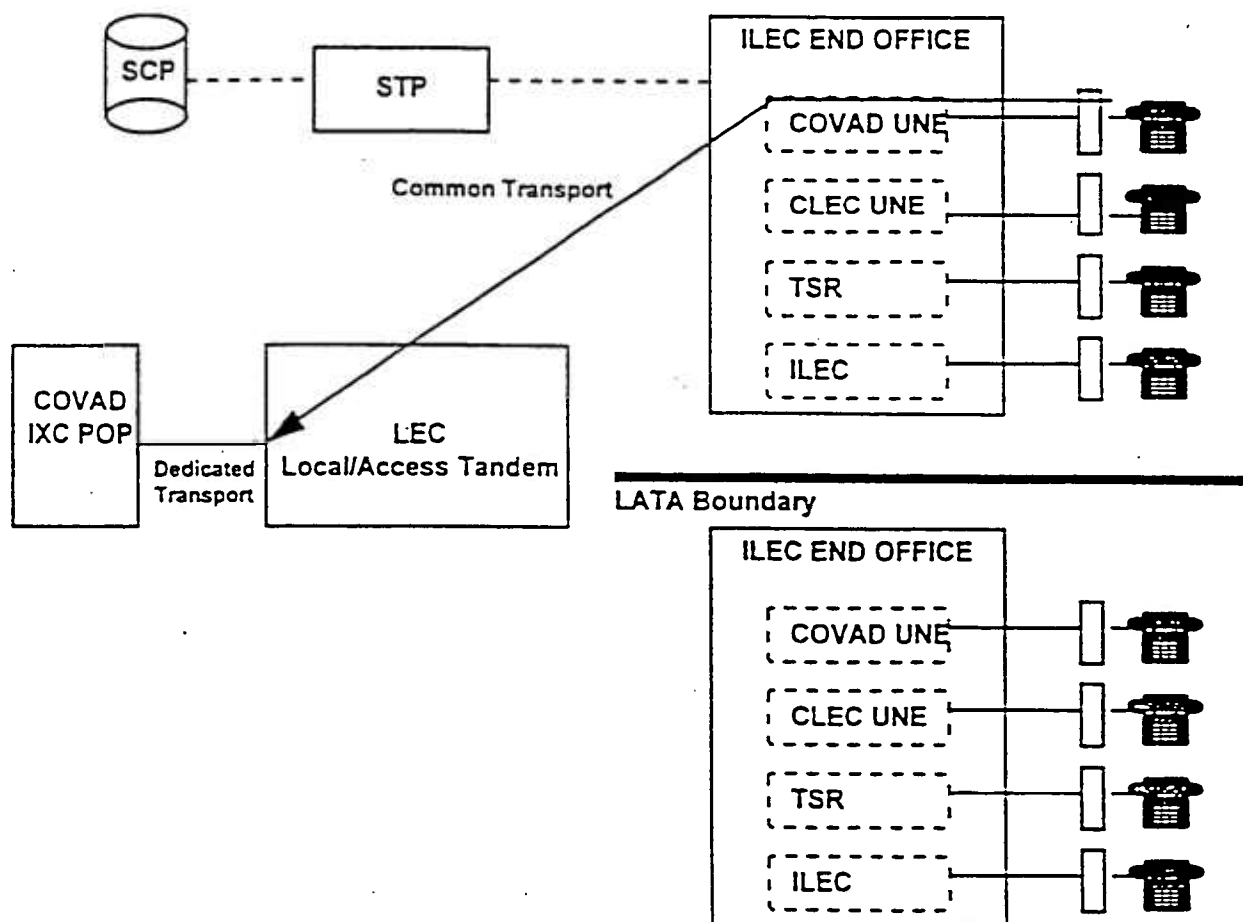 SCP
STP
ILEC END OFFICE
COVAD UNE
CLEC UNE
TSR
ILEC
Common Transport
COVAD
IXC POP
Dedicated
Transport
LEC
Local/Access Tandem
LATA Boundary
ILEC END OFFICE
COVAD UNE
CLEC UNE
TSR
ILEC